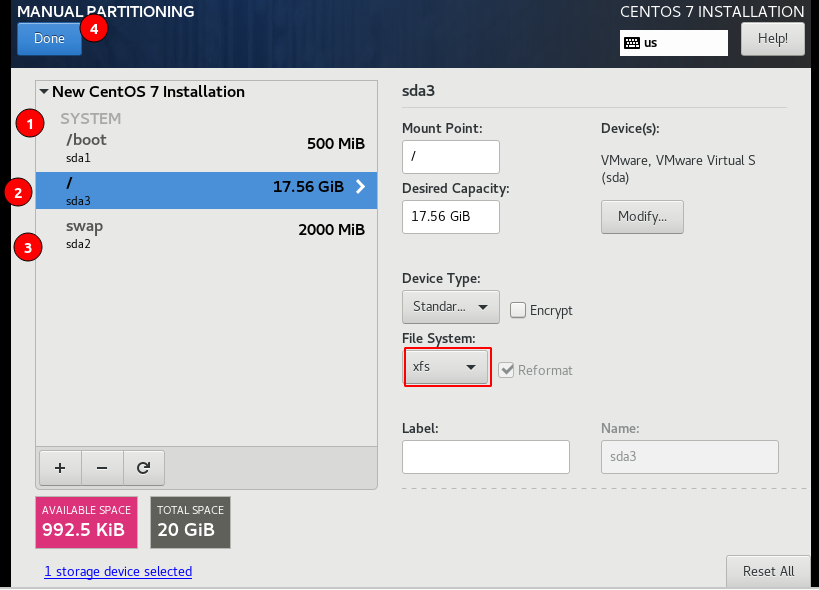 MANUAL PARTITIONING
CENTOS 7 INSTALLATION
Done
4
us
Help!
New CentOS 7 Installation
1
SYSTEM
/boot
500 MiB
sda1
2
/
17.56 GiB
sda3
swap
2000 MiB
3
sda2
+
−
AVAILABLE SPACE
992.5 KiB
TOTAL SPACE
20 GiB
1 storage device selected
sda3
Mount Point:
/
Device(s):
VMware, VMware Virtual S
(sda)
Desired Capacity:
17.56 GiB
Modify...
Device Type:
Standar...
Encrypt
File System:
xfs
Reformat
Label:
Name:
sda3
Reset All